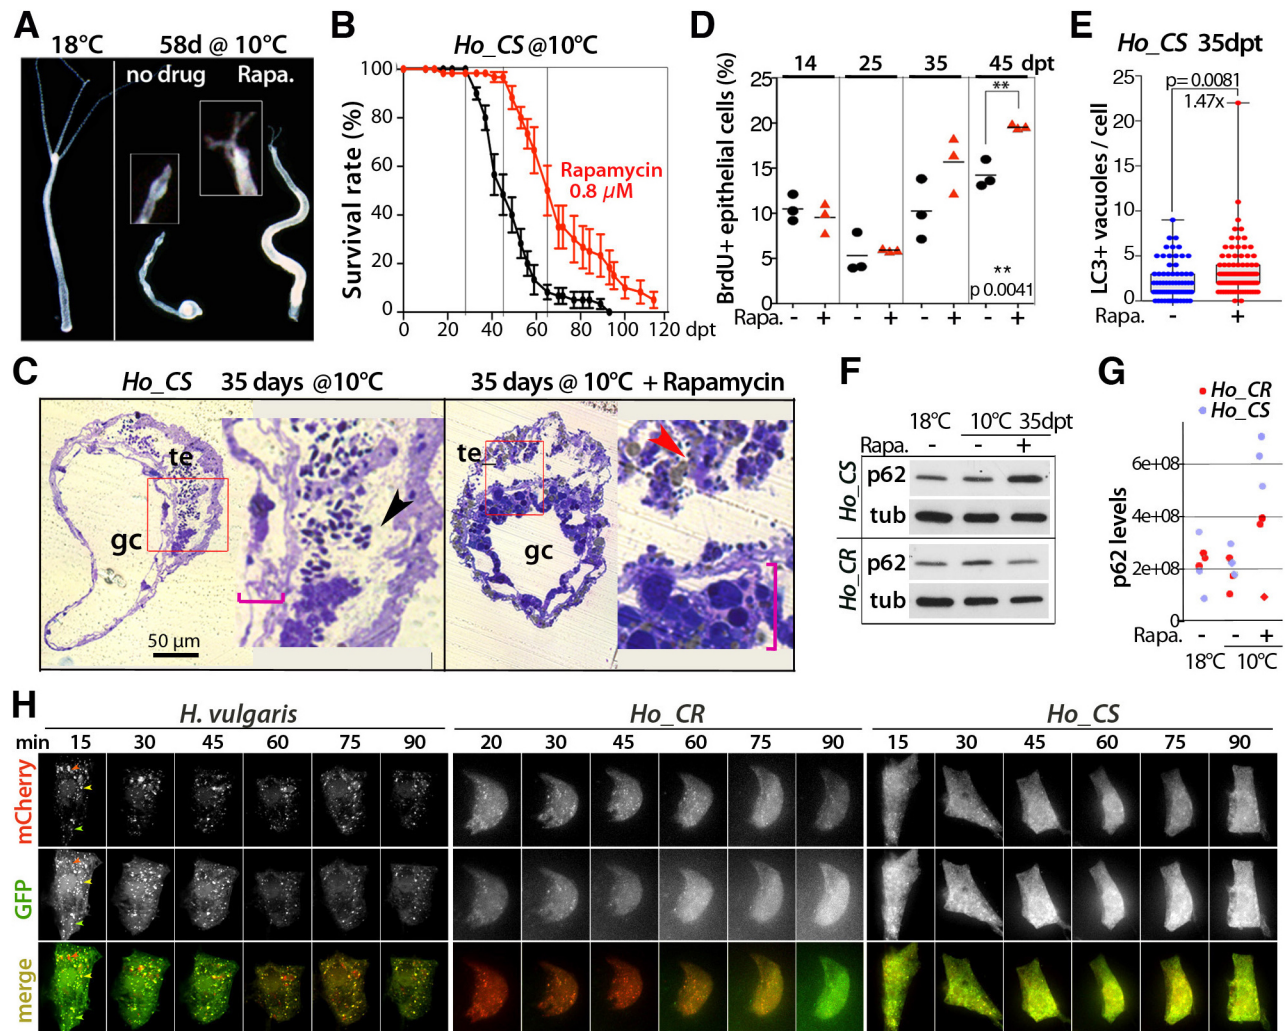 A
18°C
58d @ 10°C
no drug
Rapa.
B
Ho_CS @10°C
Survival rate (%)
100
80
60
40
20
0
0 20 40 60 80 100 120 dpt
Rapamycin
0.8 µM
D
BrdU+ epithelial cells (%)
14 25 35 45 dpt
25
20
15
10
5
0
**
**
p 0.0041
Rapa. - + - + - + - +
E
Ho_CS 35dpt
LC3+ vacuoles / cell
p= 0.0081
1.47x
25
20
15
10
5
0
Rapa. - +
C
Ho_CS 35 days @10°C
35 days @ 10°C + Rapamycin
te
gc
50 µm
te
gc
F
18°C 10°C 35dpt
Rapa. - - +
Ho_CS
p62
tub
Ho_CR
p62
tub
G
Ho_CR
Ho_CS
p62 levels
6e+08
4e+08
2e+08
0
Rapa. - - +
18°C 10°C
H
H. vulgaris
Ho_CR
Ho_CS
min 15 30 45 60 75 90 20 30 45 60 75 90 15 30 45 60 75 90
mCherry
GFP
merge